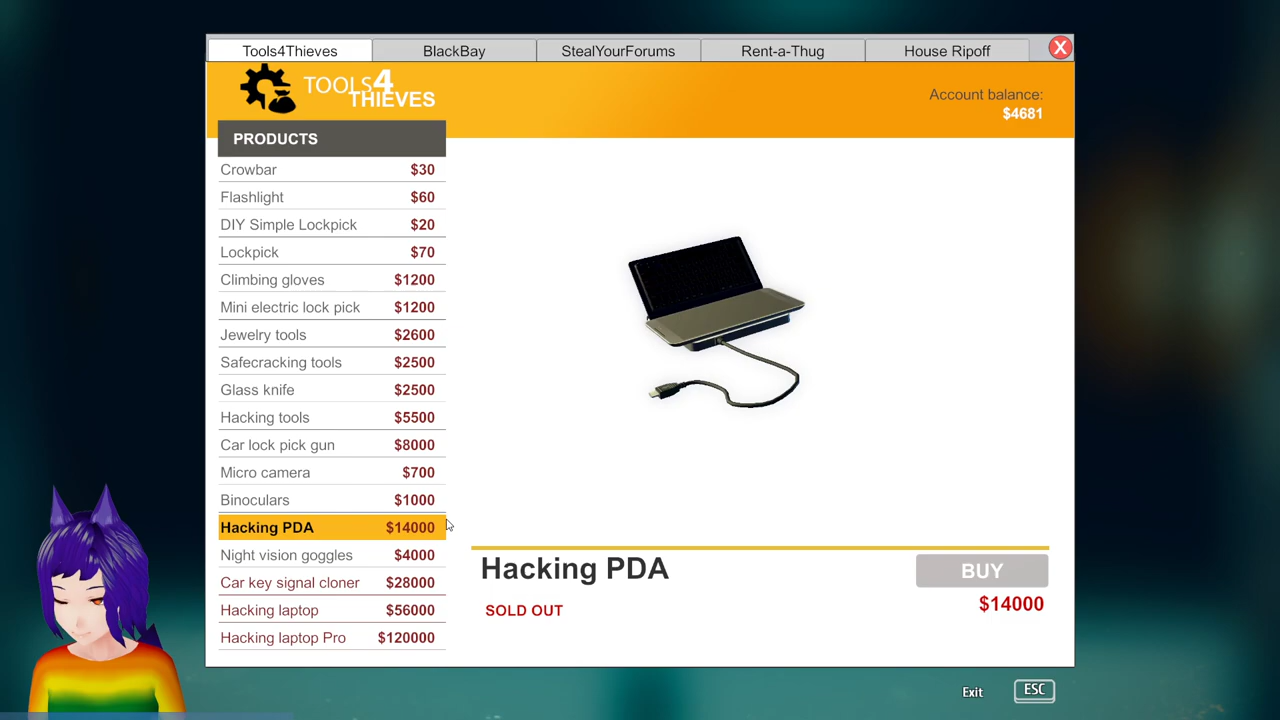 Tools4Thieves BlackBay StealYourForums Rent-a-Thug House Ripoff X
TOOLS4
THIEVES
Account balance:
$4681
PRODUCTS
Crowbar $30
Flashlight $60
DIY Simple Lockpick $20
Lockpick $70
Climbing gloves $1200
Mini electric lock pick $1200
Jewelry tools $2600
Safecracking tools $2500
Glass knife $2500
Hacking tools $5500
Car lock pick gun $8000
Micro camera $700
Binoculars $1000
Hacking PDA $14000
Night vision goggles $4000
Car key signal cloner $28000
Hacking laptop $56000
Hacking laptop Pro $120000
Hacking PDA BUY
SOLD OUT $14000
Exit ESC